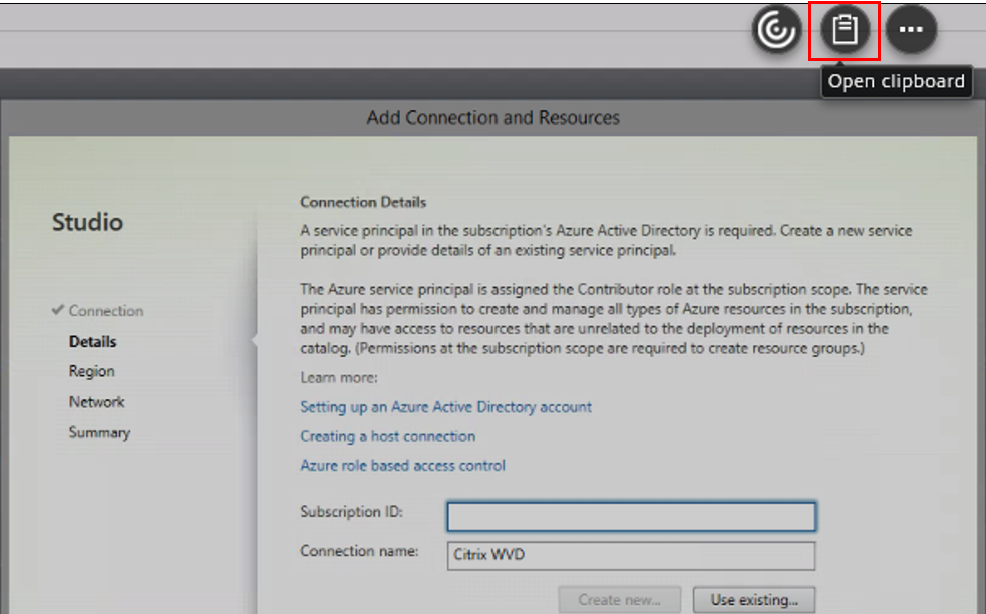 Open clipboard
Add Connection and Resources
Studio
✔ Connection
Details
Region
Network
Summary
Connection Details
A service principal in the subscription's Azure Active Directory is required. Create a new service
principal or provide details of an existing service principal.
The Azure service principal is assigned the Contributor role at the subscription scope. The service
principal has permission to create and manage all types of Azure resources in the subscription,
and may have access to resources that are unrelated to the deployment of resources in the
catalog. (Permissions at the subscription scope are required to create resource groups.)
Learn more:
Setting up an Azure Active Directory account
Creating a host connection
Azure role based access control
Subscription ID:
Connection name: Citrix WVD
Create new... Use existing...